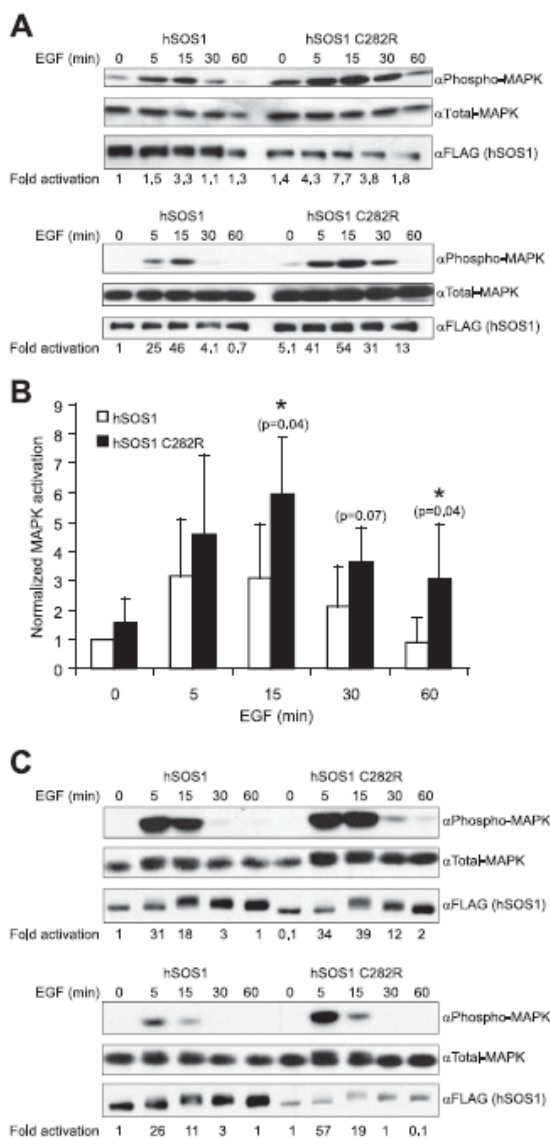 A
hSOS1 hSOS1 C282R
EGF (min) 0 5 15 30 60 0 5 15 30 60
αPhospho-MAPK
αTotal-MAPK
αFLAG (hSOS1)
Fold activation 1 1.5 3.3 1.1 1.3 1.4 4.3 7.7 3.8 1.8
hSOS1 hSOS1 C282R
EGF (min) 0 5 15 30 60 0 5 15 30 60
αPhospho-MAPK
αTotal-MAPK
αFLAG (hSOS1)
Fold activation 1 25 46 4.1 0.7 5.1 41 54 31 13
B
Normalized MAPK activation
9
8
7
6
5
4
3
2
1
0
hSOS1
hSOS1 C282R
*
(p=0.04)
(p=0.07)
*
(p=0.04)
0 5 15 30 60
EGF (min)
C
hSOS1 hSOS1 C282R
EGF (min) 0 5 15 30 60 0 5 15 30 60
αPhospho-MAPK
αTotal-MAPK
αFLAG (hSOS1)
Fold activation 1 31 18 3 1 0.1 34 39 12 2
hSOS1 hSOS1 C282R
EGF (min) 0 5 15 30 60 0 5 15 30 60
αPhospho-MAPK
αTotal-MAPK
αFLAG (hSOS1)
Fold activation 1 26 11 3 1 1 57 19 1 0.1